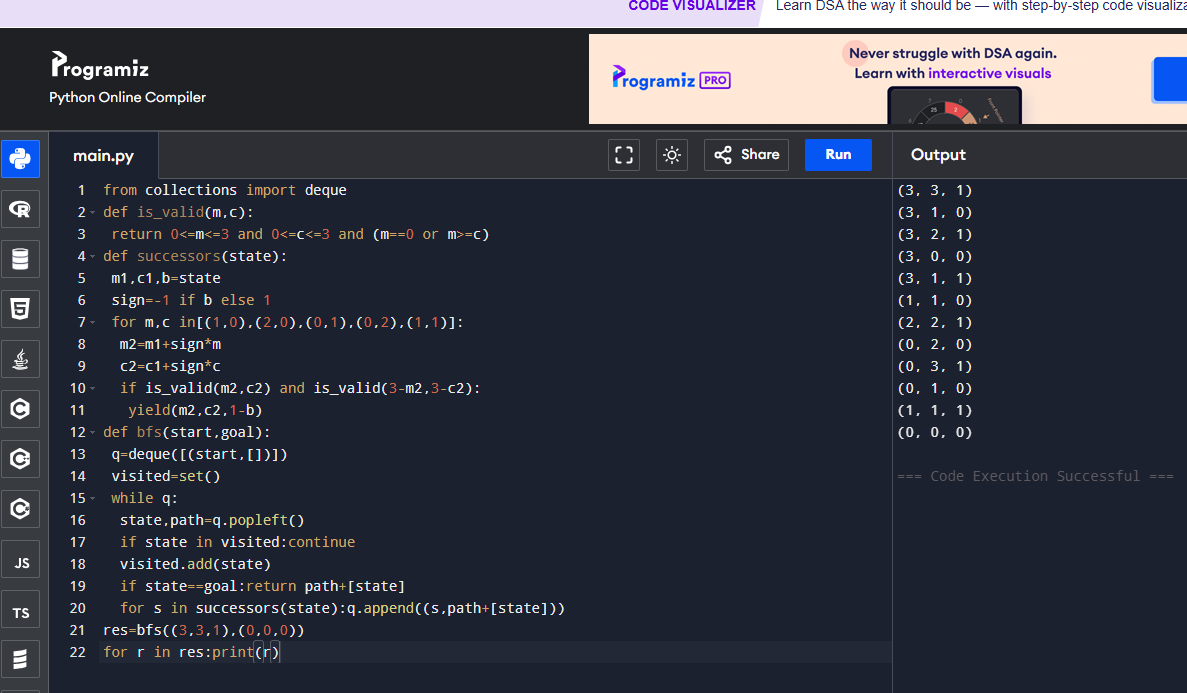 CODE VISUALIZER Learn DSA the way it should be — with step-by-step code visualiza
Programiz
Python Online Compiler
Programiz PRO
Never struggle with DSA again.
Learn with interactive visuals
main.py
Share
Run
Output
1 from collections import deque
2 def is_valid(m,c):
3  return 0<=m<=3 and 0<=c<=3 and (m==0 or m>=c)
4 def successors(state):
5  m1,c1,b=state
6  sign=-1 if b else 1
7  for m,c in[(1,0),(2,0),(0,1),(0,2),(1,1)]:
8   m2=m1+sign*m
9   c2=c1+sign*c
10   if is_valid(m2,c2) and is_valid(3-m2,3-c2):
11    yield(m2,c2,1-b)
12 def bfs(start,goal):
13  q=deque([(start,[])])
14  visited=set()
15  while q:
16   state,path=q.popleft()
17   if state in visited:continue
18   visited.add(state)
19   if state==goal:return path+[state]
20   for s in successors(state):q.append((s,path+[state]))
21 res=bfs((3,3,1),(0,0,0))
22 for r in res:print(r)
(3, 3, 1)
(3, 1, 0)
(3, 2, 1)
(3, 0, 0)
(3, 1, 1)
(1, 1, 0)
(2, 2, 1)
(0, 2, 0)
(0, 3, 1)
(0, 1, 0)
(1, 1, 1)
(0, 0, 0)
=== Code Execution Successful ===
JS
TS